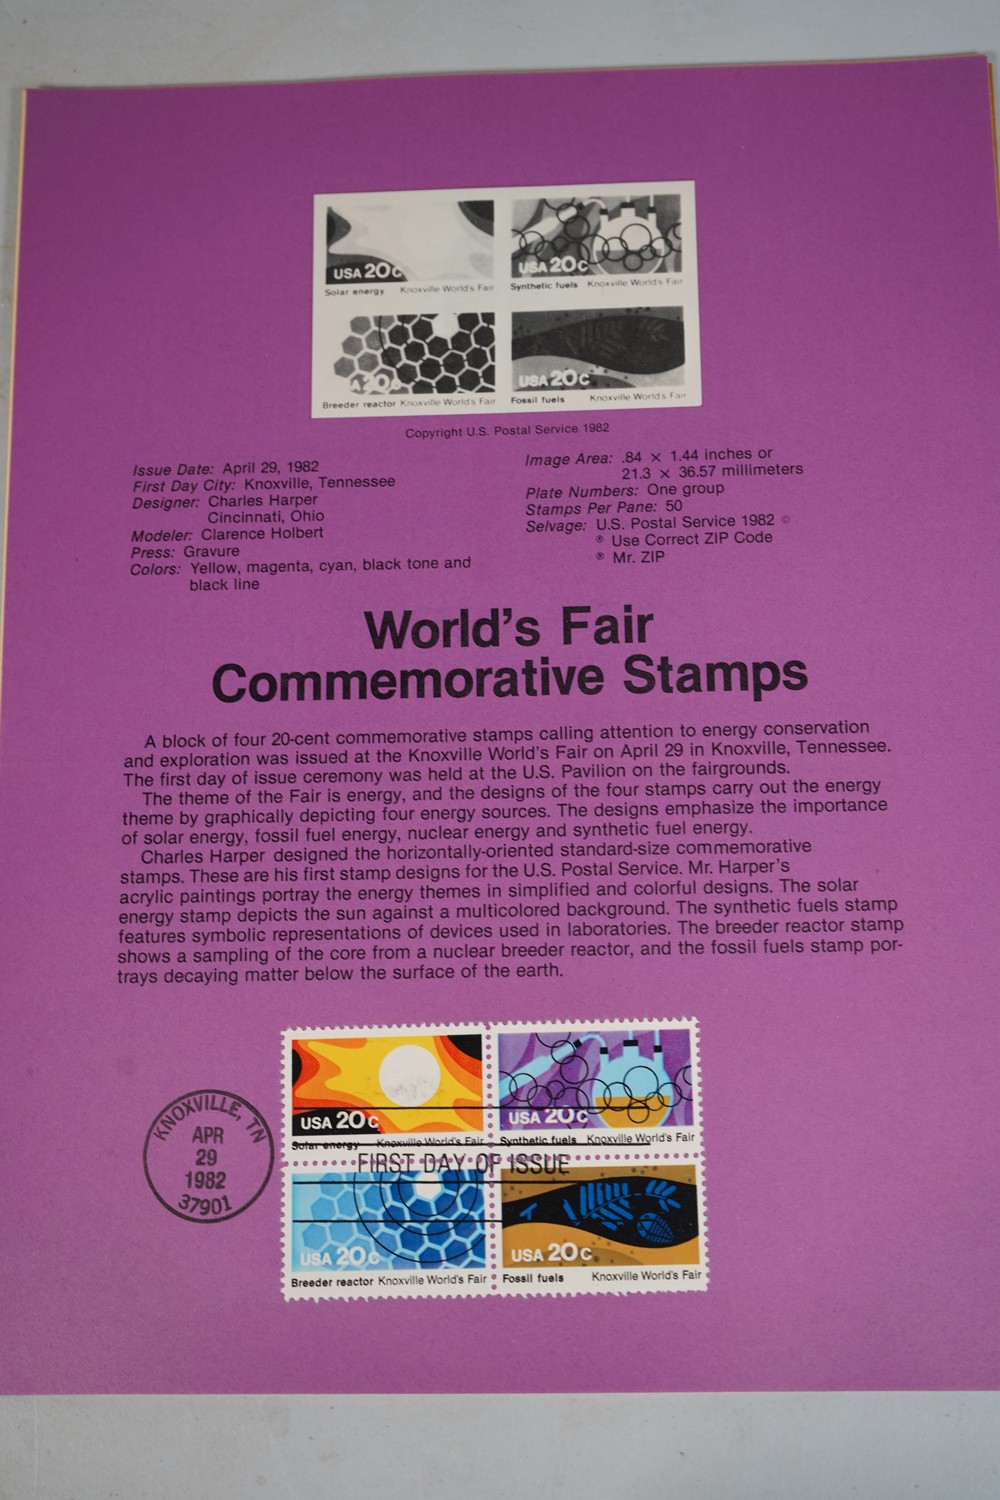 USA 20c
Solar energy Knoxville World's Fair
USA 20c
Synthetic fuels Knoxville World's Fair
A 20c
Breeder reactor Knoxville World's Fair
USA 20c
Fossil fuels Knoxville World's Fair
Copyright U.S. Postal Service 1982
Issue Date: April 29, 1982
First Day City: Knoxville, Tennessee
Designer: Charles Harper
Cincinnati, Ohio
Modeler: Clarence Holbert
Press: Gravure
Colors: Yellow, magenta, cyan, black tone and
black line
Image Area: .84 × 1.44 inches or
21.3 × 36.57 millimeters
Plate Numbers: One group
Stamps Per Pane: 50
Selvage: U.S. Postal Service 1982 ©
® Use Correct ZIP Code
® Mr. ZIP
World's Fair
Commemorative Stamps
A block of four 20-cent commemorative stamps calling attention to energy conservation
and exploration was issued at the Knoxville World's Fair on April 29 in Knoxville, Tennessee.
The first day of issue ceremony was held at the U.S. Pavilion on the fairgrounds.
The theme of the Fair is energy, and the designs of the four stamps carry out the energy
theme by graphically depicting four energy sources. The designs emphasize the importance
of solar energy, fossil fuel energy, nuclear energy and synthetic fuel energy.
Charles Harper designed the horizontally-oriented standard-size commemorative
stamps. These are his first stamp designs for the U.S. Postal Service. Mr. Harper's
acrylic paintings portray the energy themes in simplified and colorful designs. The solar
energy stamp depicts the sun against a multicolored background. The synthetic fuels stamp
features symbolic representations of devices used in laboratories. The breeder reactor stamp
shows a sampling of the core from a nuclear breeder reactor, and the fossil fuels stamp por-
trays decaying matter below the surface of the earth.
KNOXVILLE, TN
APR
29
1982
37901
USA 20c
Solar energy Knoxville World's Fair
USA 20c
Synthetic fuels Knoxville World's Fair
FIRST DAY OF ISSUE
USA 20c
Breeder reactor Knoxville World's Fair
USA 20c
Fossil fuels Knoxville World's Fair